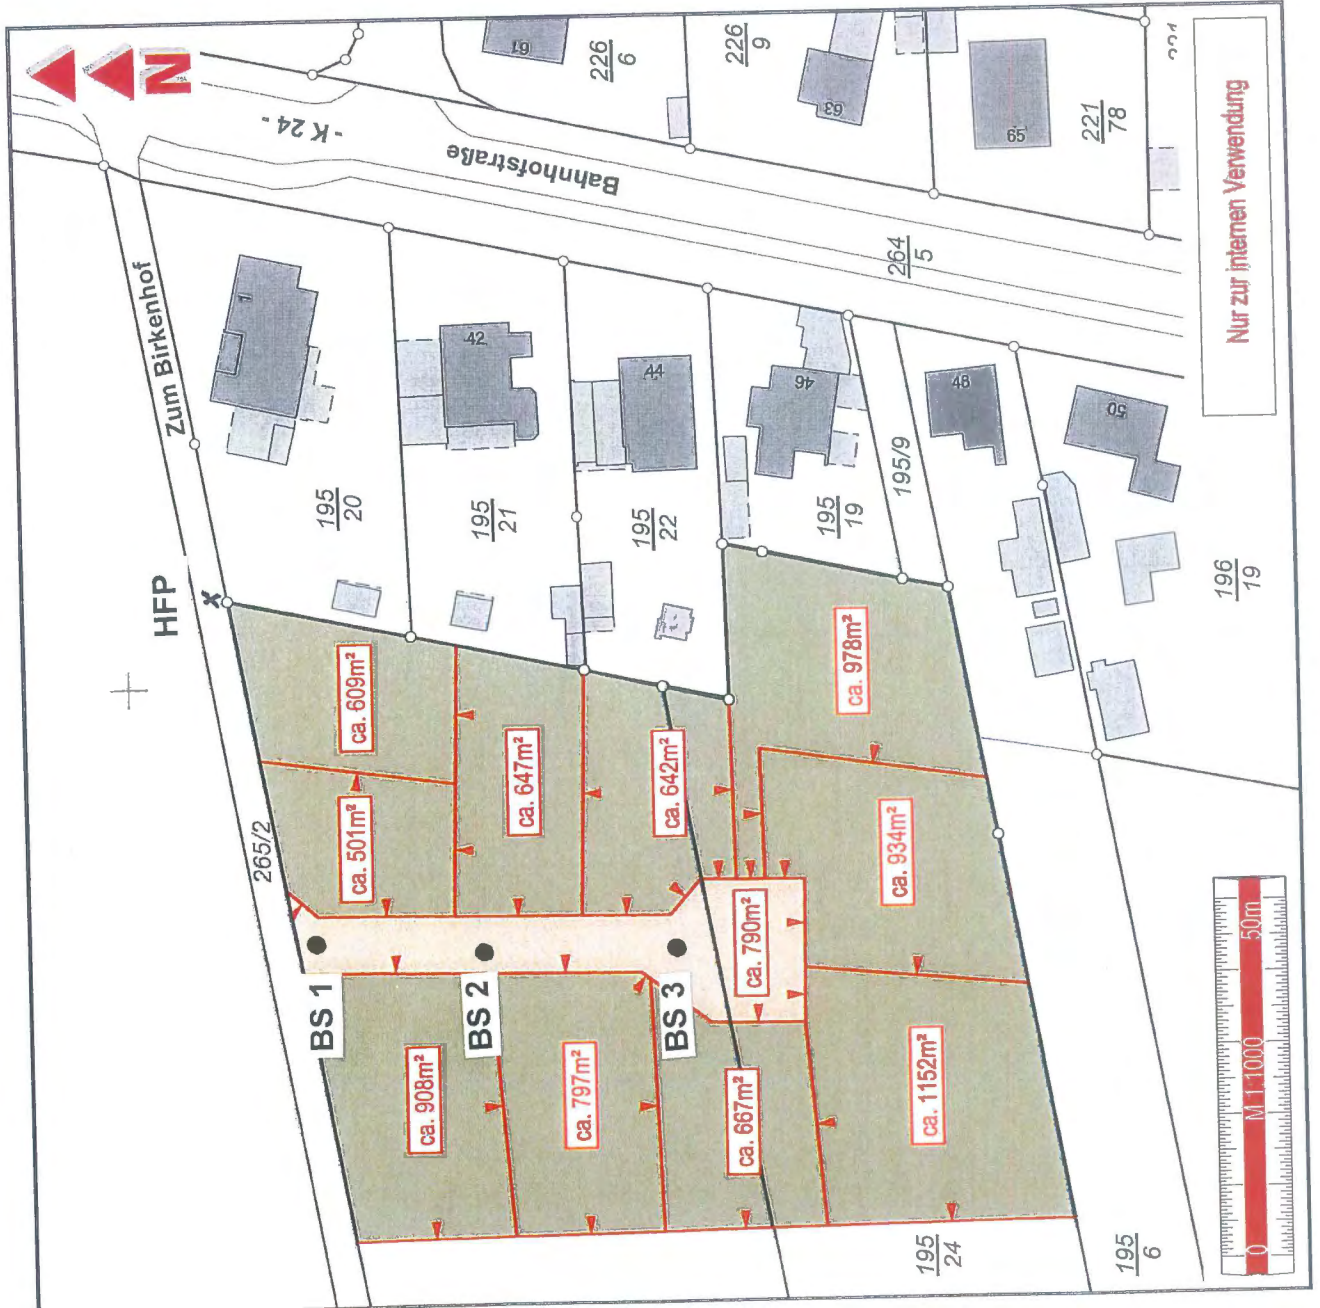 N
- K 24 -
Bahnhofstraße
Zum Birkenhof
HFP
x
61
226
6
226
9
63
65
221
78
264
5
1
42
44
46
48
50
195
20
195
21
195
22
195
19
195/9
196
19
265/2
ca. 609m²
ca. 501m²
ca. 647m²
ca. 642m²
ca. 978m²
ca. 934m²
ca. 790m²
BS 1
BS 2
BS 3
ca. 908m²
ca. 797m²
ca. 667m²
ca. 1152m²
195
24
195
6
Nur zur internen Verwendung
0
M 1:1000
50m